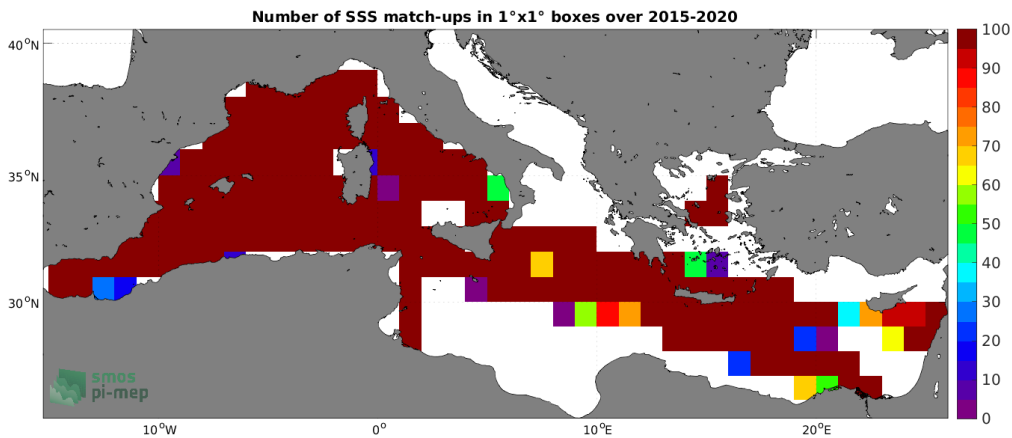 Number of SSS match-ups in 1°x1° boxes over 2015-2020
40°N
35°N
30°N
10°W
0°
10°E
20°E
100
90
80
70
60
50
40
30
20
10
0
smos
pi-mep